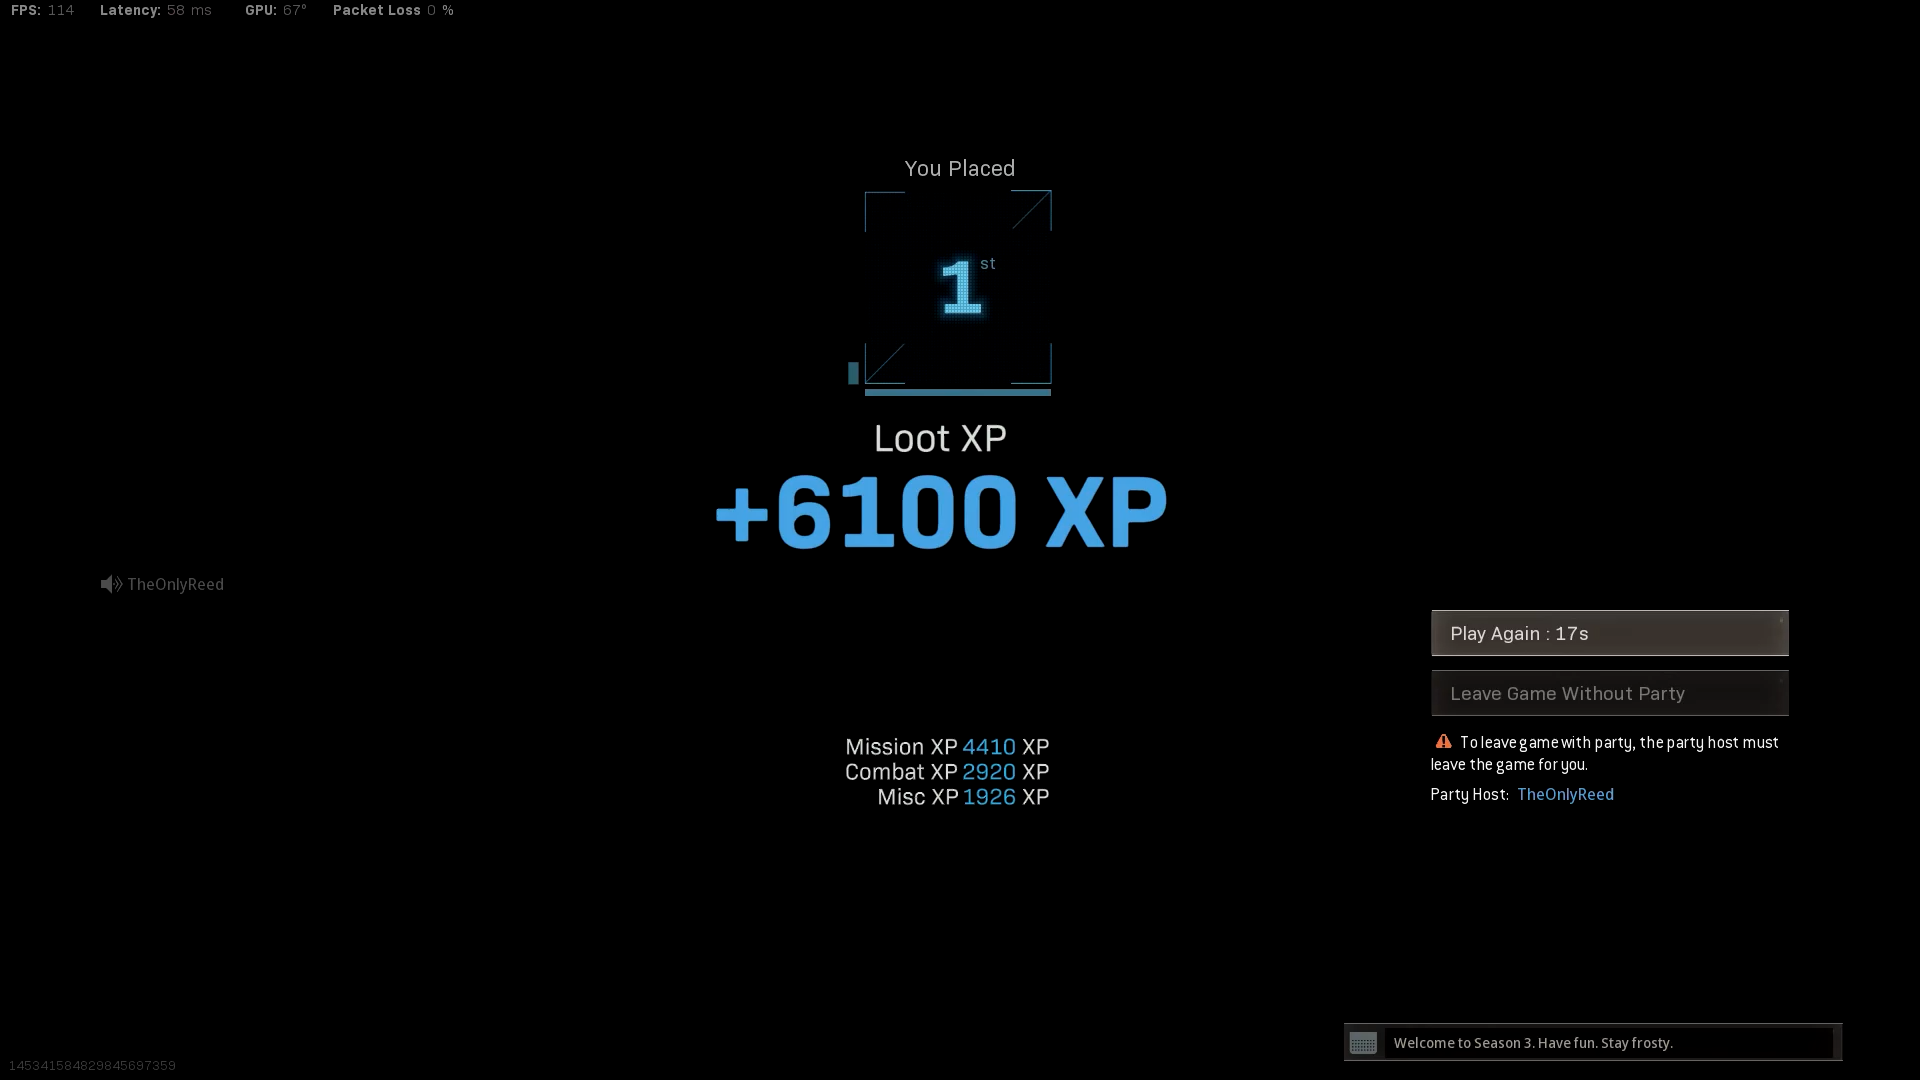 FPS: 114 Latency: 58 ms GPU: 67° Packet Loss 0 %
You Placed
1st
Loot XP
+6100 XP
TheOnlyReed
Play Again : 17s
Leave Game Without Party
To leave game with party, the party host must
leave the game for you.
Party Host: TheOnlyReed
Mission XP 4410 XP
Combat XP 2920 XP
Misc XP 1926 XP
Welcome to Season 3. Have fun. Stay frosty.
145341584829845697359